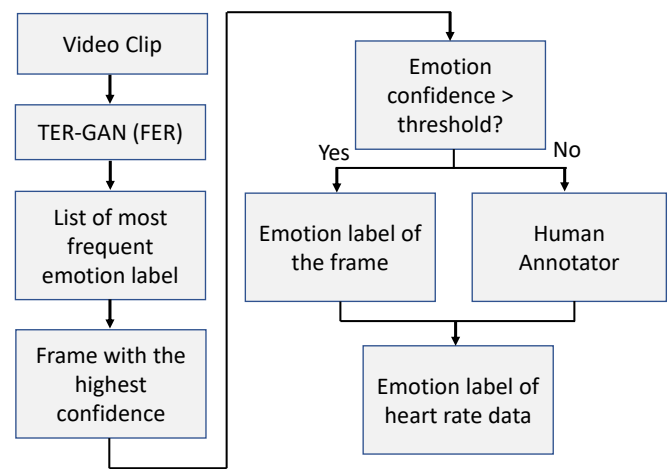 Video Clip
TER-GAN (FER)
List of most
frequent
emotion label
Frame with the
highest
confidence
Emotion
confidence >
threshold?
Yes
No
Emotion label of
the frame
Human
Annotator
Emotion label of
heart rate data